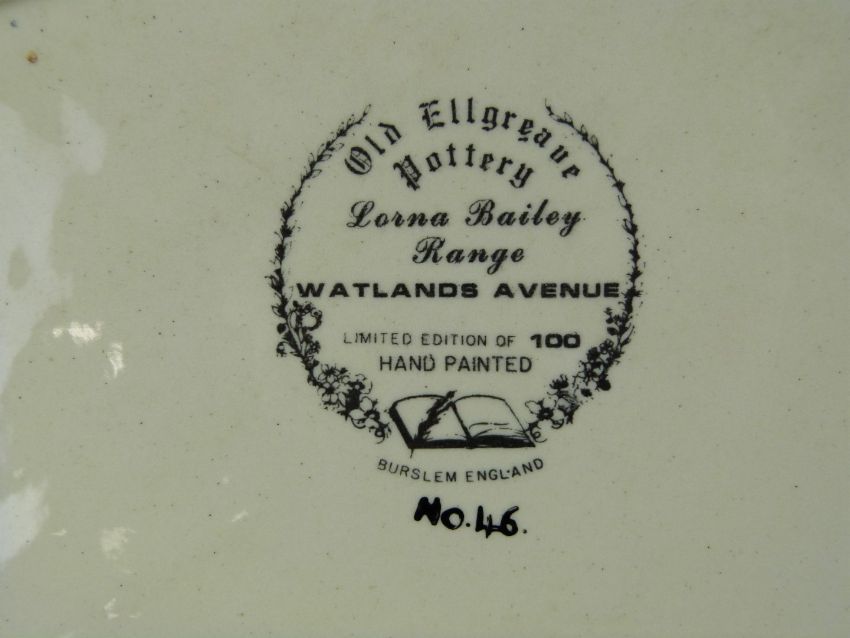 Old Ellgreave
Pottery
Lorna Bailey
Range
WATLANDS AVENUE
LIMITED EDITION OF 100
HAND PAINTED
BURSLEM ENGLAND
No.46.